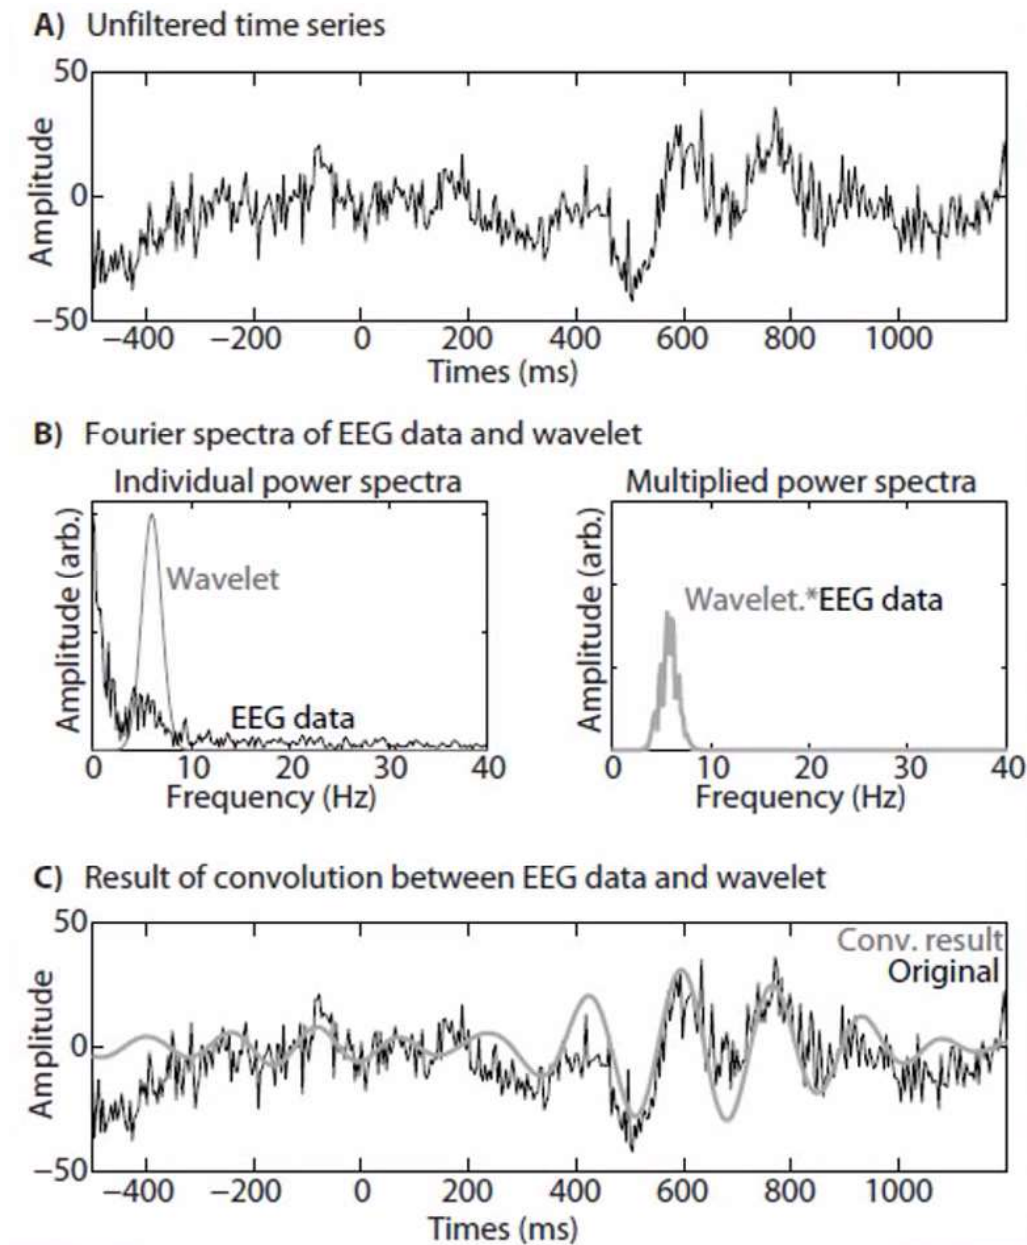 A) Unfiltered time series
50
0
−50
Amplitude
−400 −200 0 200 400 600 800 1000
Times (ms)
B) Fourier spectra of EEG data and wavelet
Individual power spectra
Amplitude (arb.)
Wavelet
EEG data
0 10 20 30 40
Frequency (Hz)
Multiplied power spectra
Amplitude (arb.)
Wavelet.*EEG data
0 10 20 30 40
Frequency (Hz)
C) Result of convolution between EEG data and wavelet
50
0
−50
Amplitude
Conv. result
Original
−400 −200 0 200 400 600 800 1000
Times (ms)